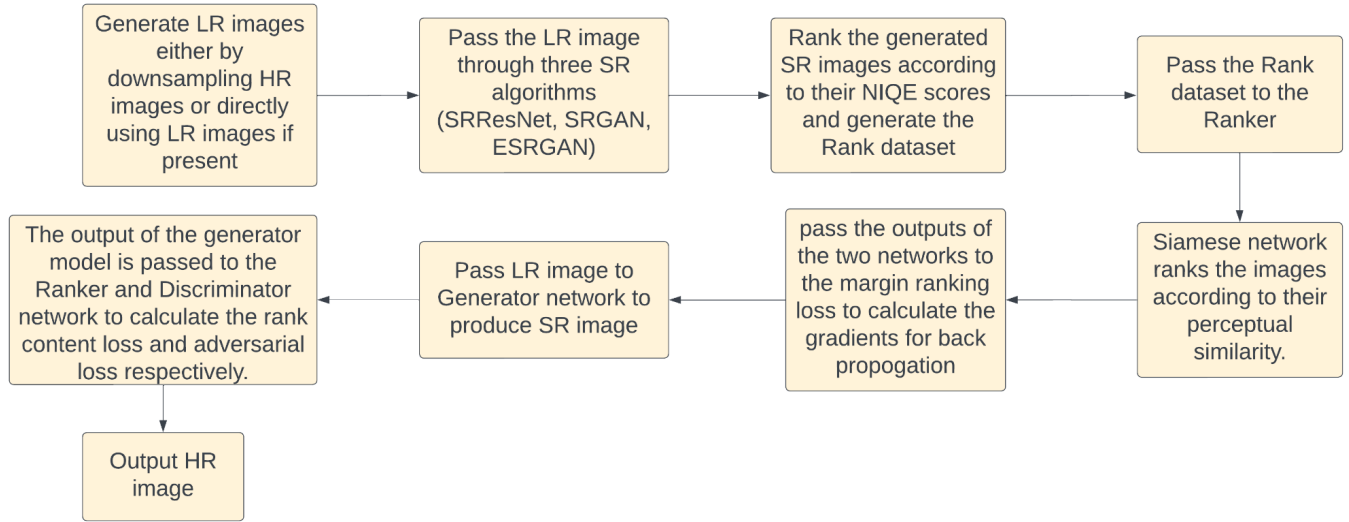 Generate LR images
either by
downsampling HR
images or directly
using LR images if
present
Pass the LR image
through three SR
algorithms
(SRResNet, SRGAN,
ESRGAN)
Rank the generated
SR images according
to their NIQE scores
and generate the
Rank dataset
Pass the Rank
dataset to the
Ranker
Siamese network
ranks the images
according to their
perceptual
similarity.
pass the outputs of
the two networks to
the margin ranking
loss to calculate the
gradients for back
propogation
Pass LR image to
Generator network to
produce SR image
The output of the generator
model is passed to the
Ranker and Discriminator
network to calculate the rank
content loss and adversarial
loss respectively.
Output HR
image